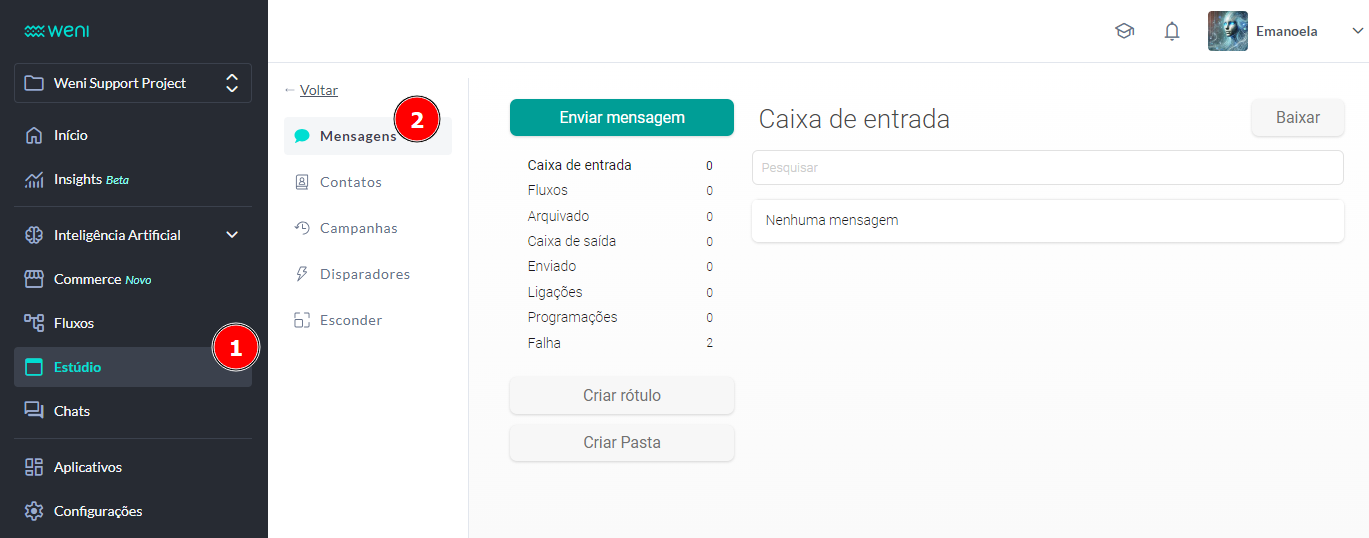 weni
Weni Support Project
Início
Insights Beta
Inteligência Artificial
Commerce Novo
Fluxos
Estúdio
1
Chats
Aplicativos
Configurações
Emanoela
← Voltar
Mensagens
2
Contatos
Campanhas
Disparadores
Esconder
Enviar mensagem
Caixa de entrada 0
Fluxos 0
Arquivado 0
Caixa de saída 0
Enviado 0
Ligações 0
Programações 0
Falha 2
Criar rótulo
Criar Pasta
Caixa de entrada
Baixar
Pesquisar
Nenhuma mensagem